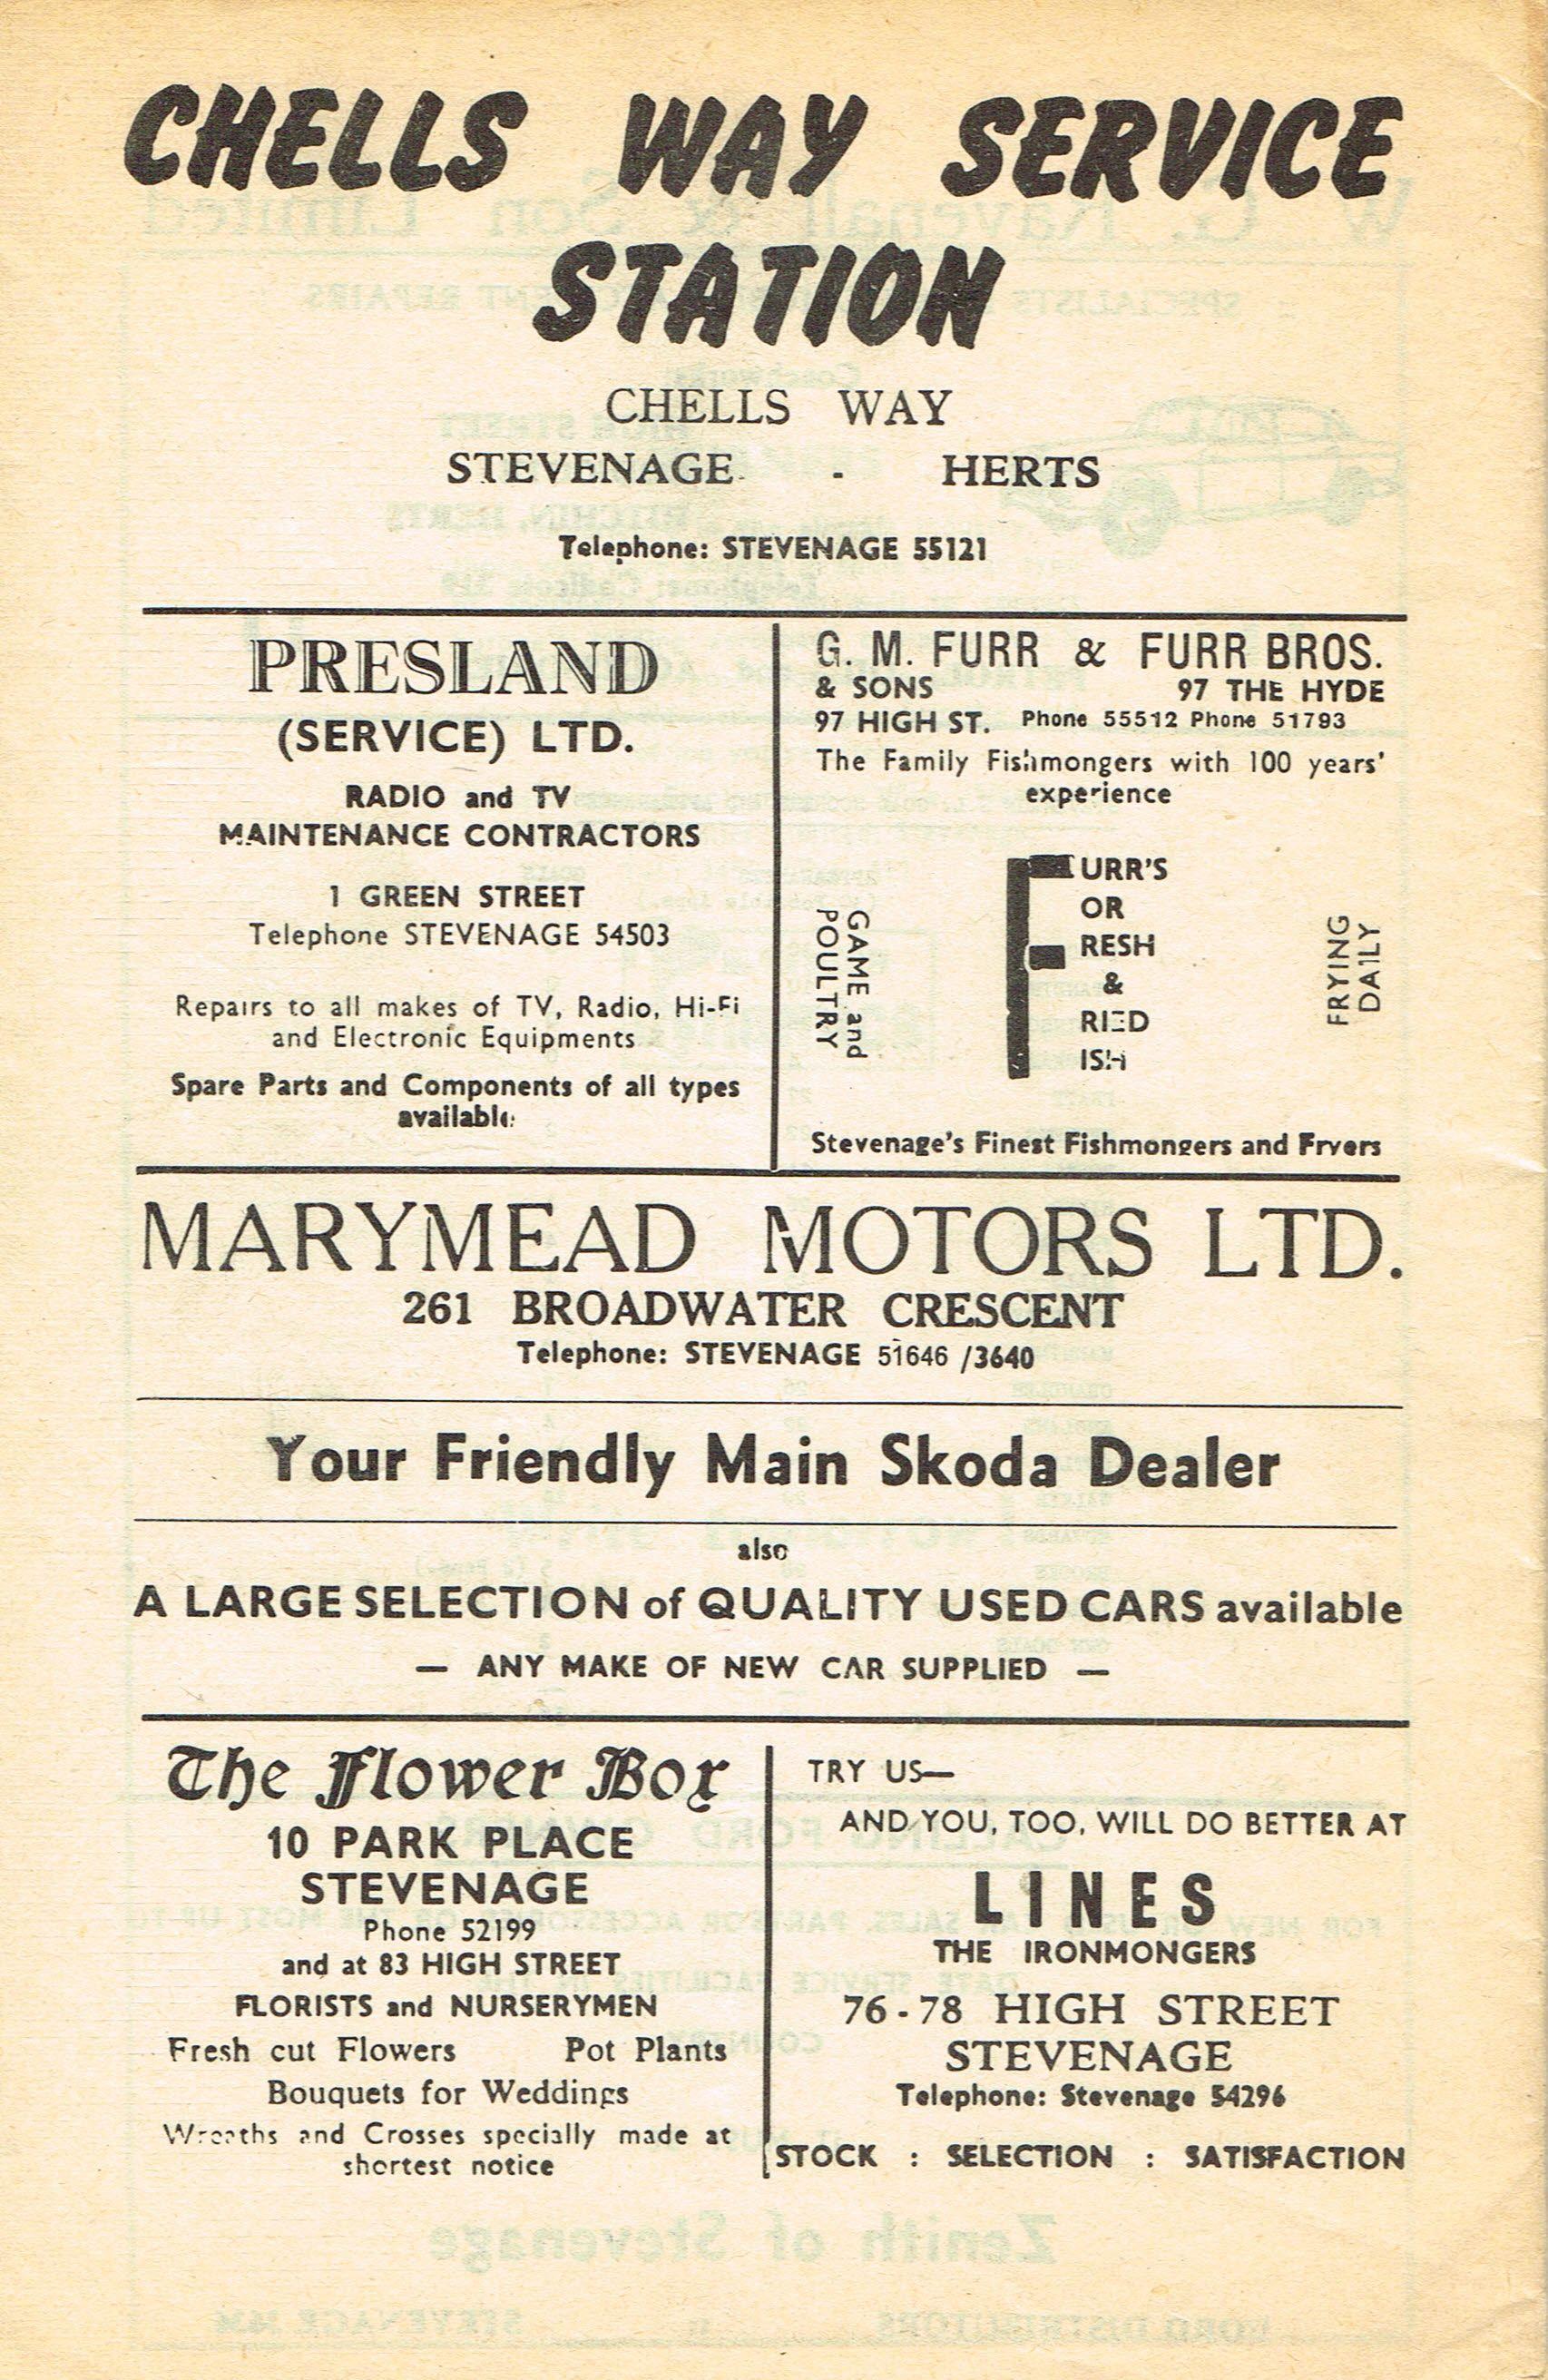 CHELLS WAY SERVICE
STATION
CHELLS WAY
STEVENAGE - HERTS
Telephone: STEVENAGE 55121
PRESLAND
(SERVICE) LTD.
RADIO and TV
MAINTENANCE CONTRACTORS
1 GREEN STREET
Telephone STEVENAGE 54503
Repairs to all makes of TV, Radio, Hi-Fi
and Electronic Equipments
Spare Parts and Components of all types
available
G. M. FURR & FURR BROS.
& SONS 97 THE HYDE
97 HIGH ST. Phone 55512 Phone 51793
The Family Fishmongers with 100 years'
experience
GAME and
POULTRY
FURR'S
OR
RESH
&
RIED
ISH
FRYING
DAILY
Stevenage's Finest Fishmongers and Fryers
MARYMEAD MOTORS LTD.
261 BROADWATER CRESCENT
Telephone: STEVENAGE 51646 /3640
Your Friendly Main Skoda Dealer
also
A LARGE SELECTION of QUALITY USED CARS available
— ANY MAKE OF NEW CAR SUPPLIED —
The Flower Box
10 PARK PLACE
STEVENAGE
Phone 52199
and at 83 HIGH STREET
FLORISTS and NURSERYMEN
Fresh cut Flowers Pot Plants
Bouquets for Weddings
Wreaths and Crosses specially made at
shortest notice
TRY US—
AND YOU, TOO, WILL DO BETTER AT
LINES
THE IRONMONGERS
76-78 HIGH STREET
STEVENAGE
Telephone: Stevenage 54296
STOCK : SELECTION : SATISFACTION